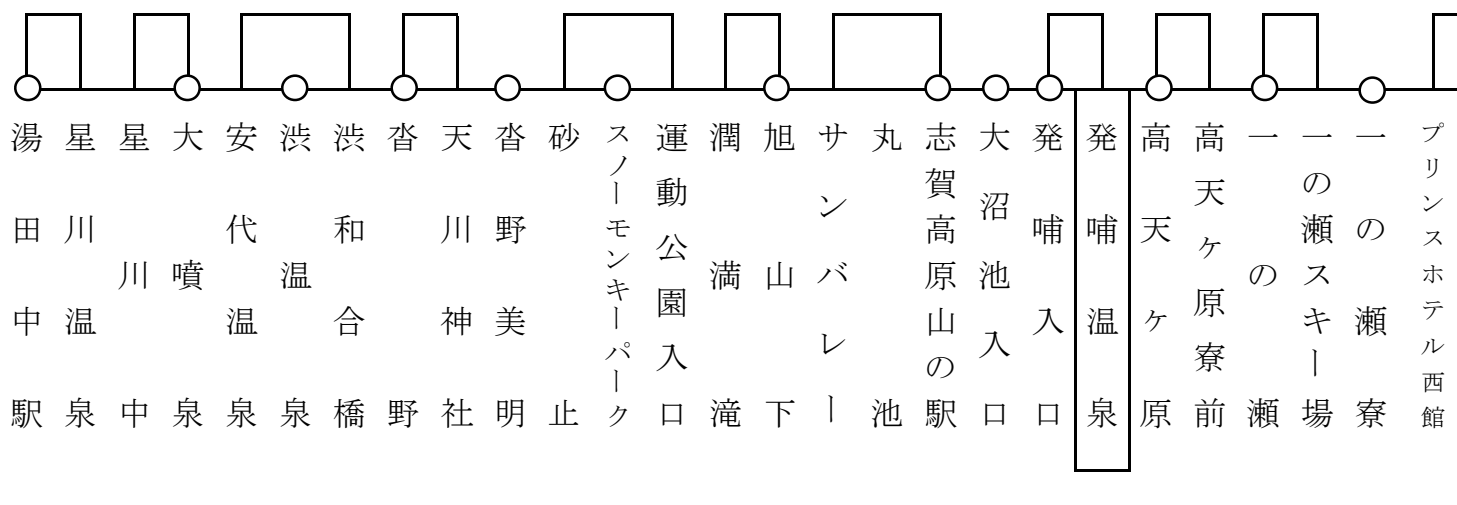 湯田中駅
星川温泉
星川中
大噴泉
安代温泉
渋温泉
渋和合橋
沓野
天川神社
沓野美明
砂止
スノーモンキーパーク
運動公園入口
潤満滝
旭山下
サンバレー
丸池
志賀高原山の駅
大沼池入口
発哺入口
発哺温泉
高天ヶ原
高天ヶ原寮前
一の瀬
一の瀬スキー場
一の瀬寮
プリンスホテル西館